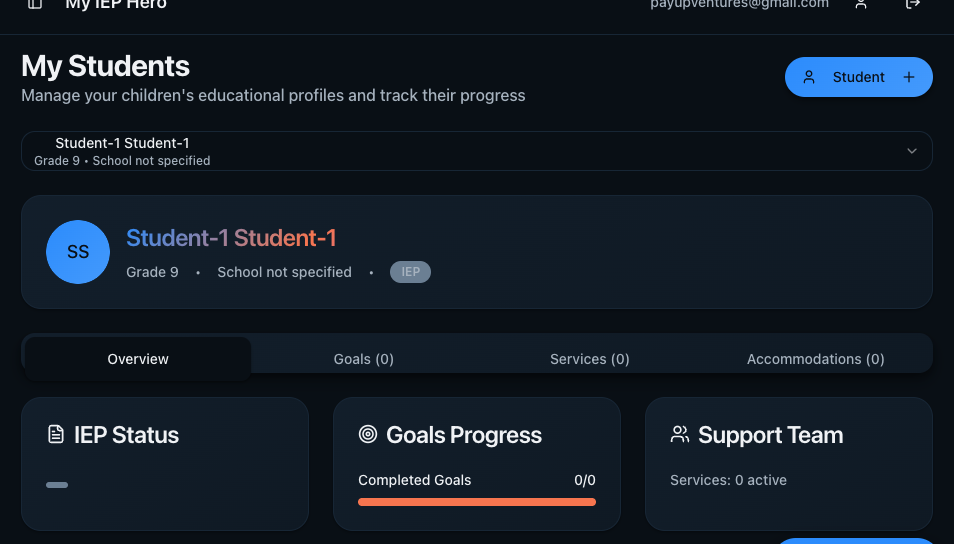 My IEP Hero
payupventures@gmail.com
My Students
Student +
Manage your children's educational profiles and track their progress
Student-1 Student-1
Grade 9 • School not specified
SS
Student-1 Student-1
Grade 9 • School not specified • IEP
Overview
Goals (0)
Services (0)
Accommodations (0)
IEP Status
Goals Progress
Completed Goals 0/0
Support Team
Services: 0 active